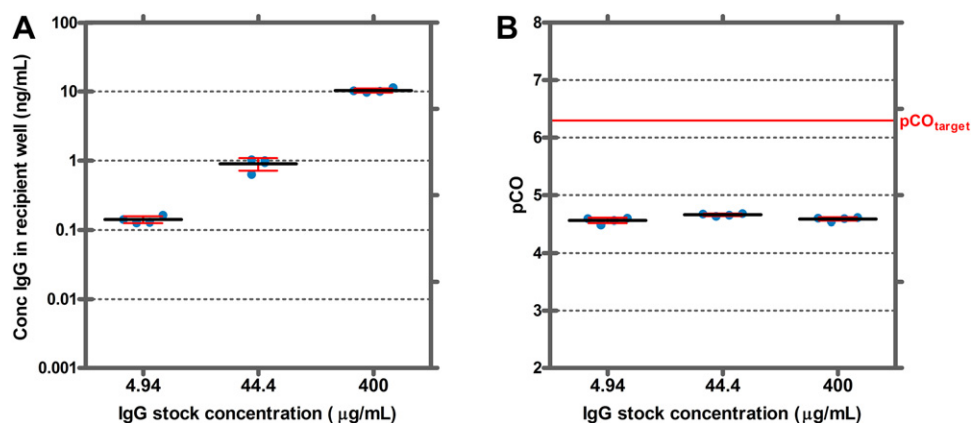 A
Conc IgG in recipient well (ng/mL)
100
10
1
0.1
0.01
0.001
4.94 44.4 400
IgG stock concentration ( µg/mL)
B
pCO
8
7
6
5
4
3
2
pCOtarget
4.94 44.4 400
IgG stock concentration ( µg/mL)